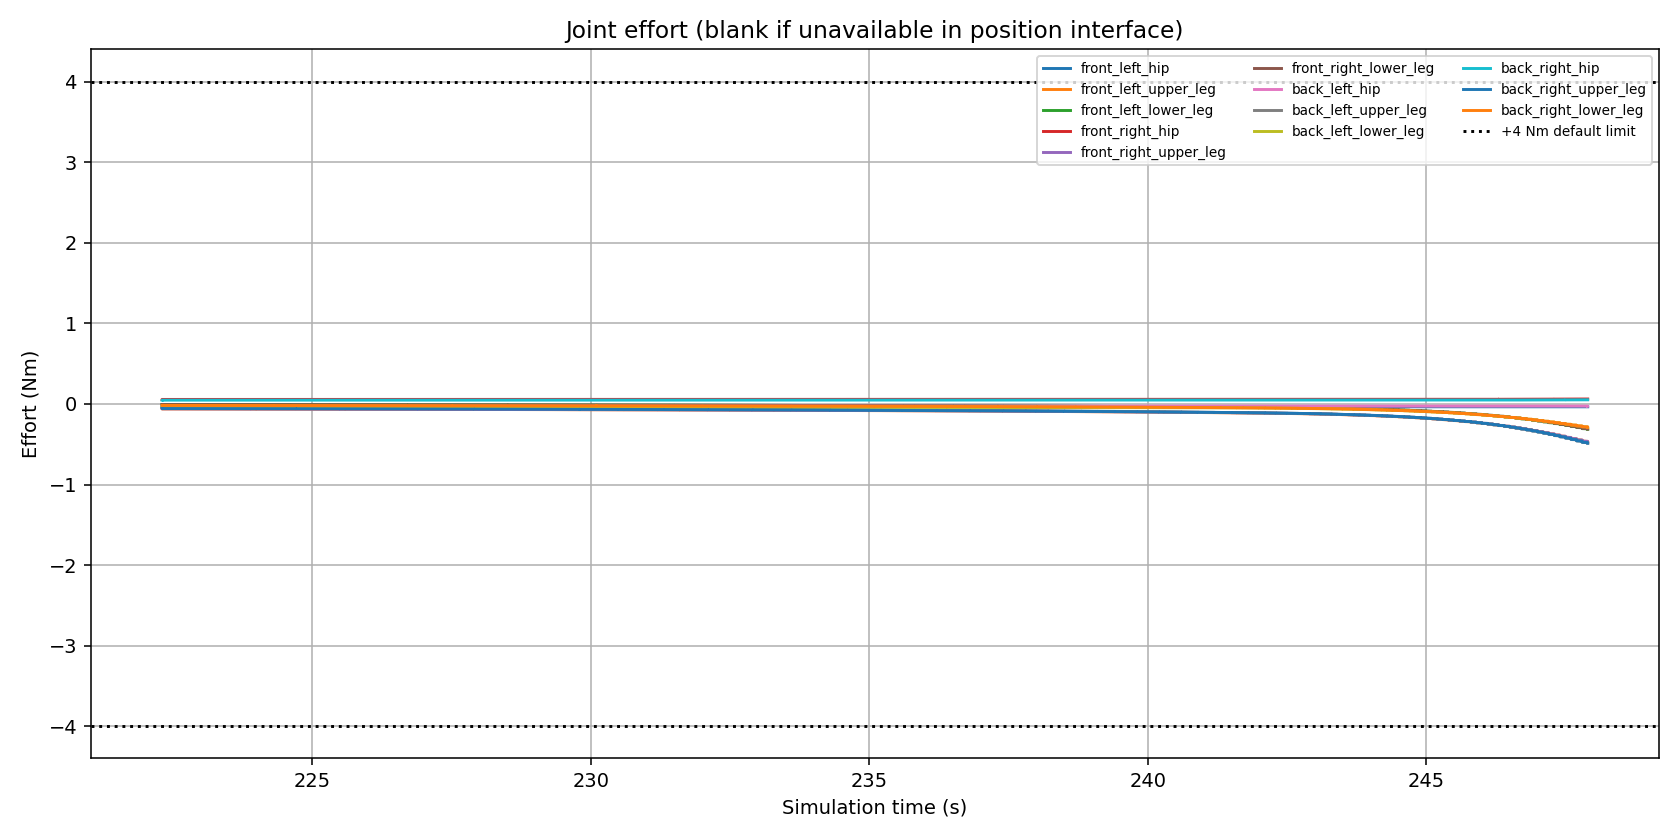 Joint effort (blank if unavailable in position interface)
front_left_hip
front_left_upper_leg
front_left_lower_leg
front_right_hip
front_right_upper_leg
front_right_lower_leg
back_left_hip
back_left_upper_leg
back_left_lower_leg
back_right_hip
back_right_upper_leg
back_right_lower_leg
+4 Nm default limit
Effort (Nm)
4
3
2
1
0
−1
−2
−3
−4
225
230
235
240
245
Simulation time (s)